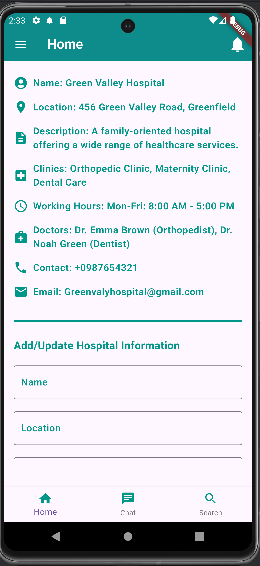 2:33
DEBUG
Home
Name: Green Valley Hospital
Location: 456 Green Valley Road, Greenfield
Description: A family-oriented hospital
offering a wide range of healthcare services.
Clinics: Orthopedic Clinic, Maternity Clinic,
Dental Care
Working Hours: Mon-Fri: 8:00 AM - 5:00 PM
Doctors: Dr. Emma Brown (Orthopedist), Dr.
Noah Green (Dentist)
Contact: +0987654321
Email: Greenvalyhospital@gmail.com
Add/Update Hospital Information
Name
Location
Home
Chat
Search